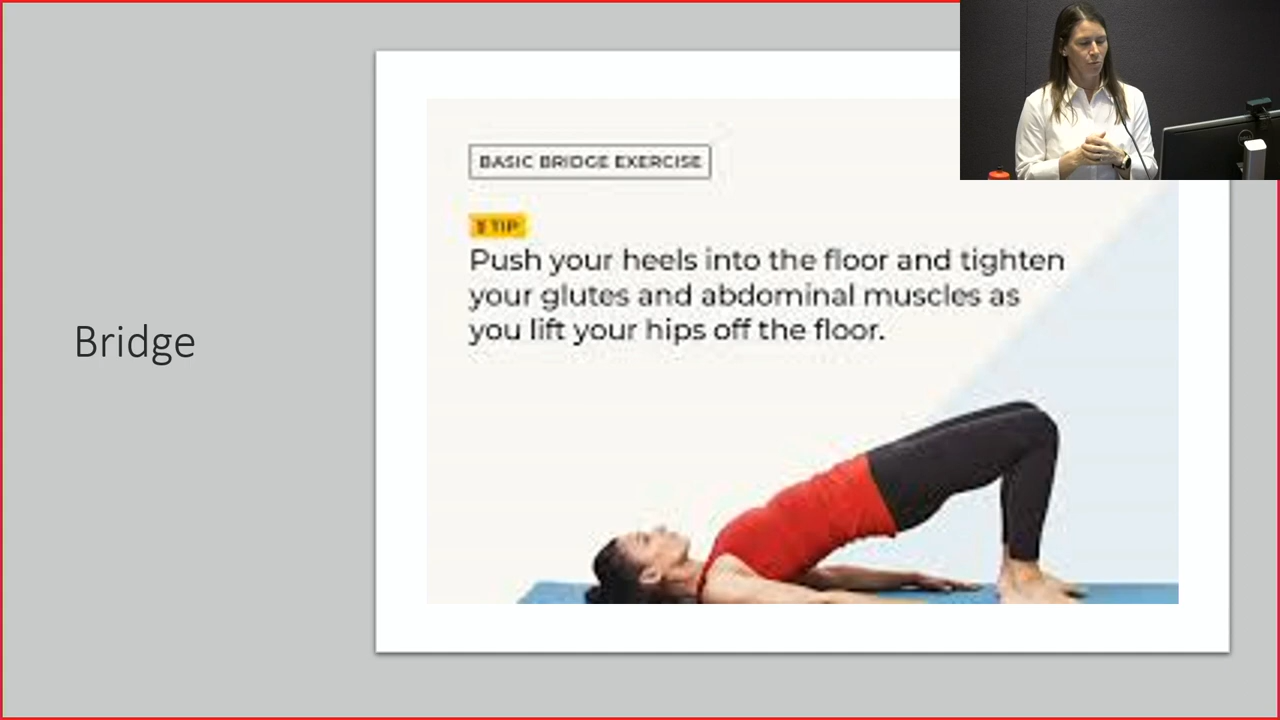 Bridge
BASIC BRIDGE EXERCISE
TIP
Push your heels into the floor and tighten
your glutes and abdominal muscles as
you lift your hips off the floor.
DELL